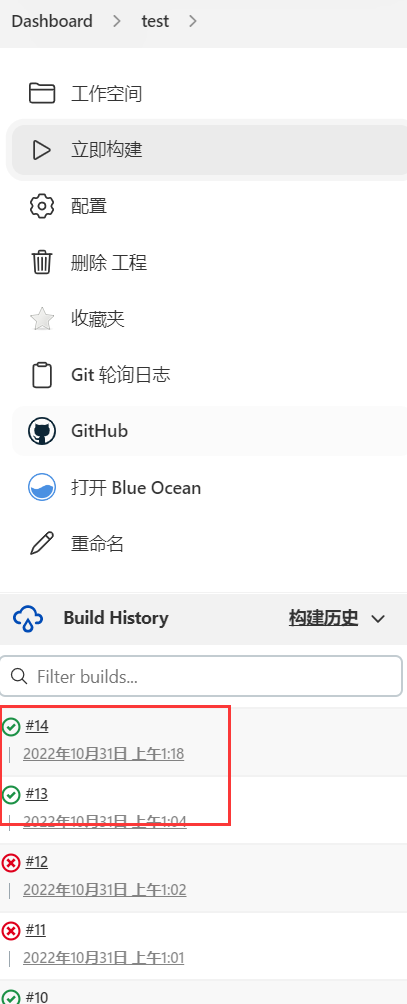 Dashboard > test >
工作空间
立即构建
配置
删除 工程
收藏夹
Git 轮询日志
GitHub
打开 Blue Ocean
重命名
Build History 构建历史
Filter builds...
#14
2022年10月31日 上午1:18
#13
2022年10月31日 上午1:04
#12
2022年10月31日 上午1:02
#11
2022年10月31日 上午1:01
#10